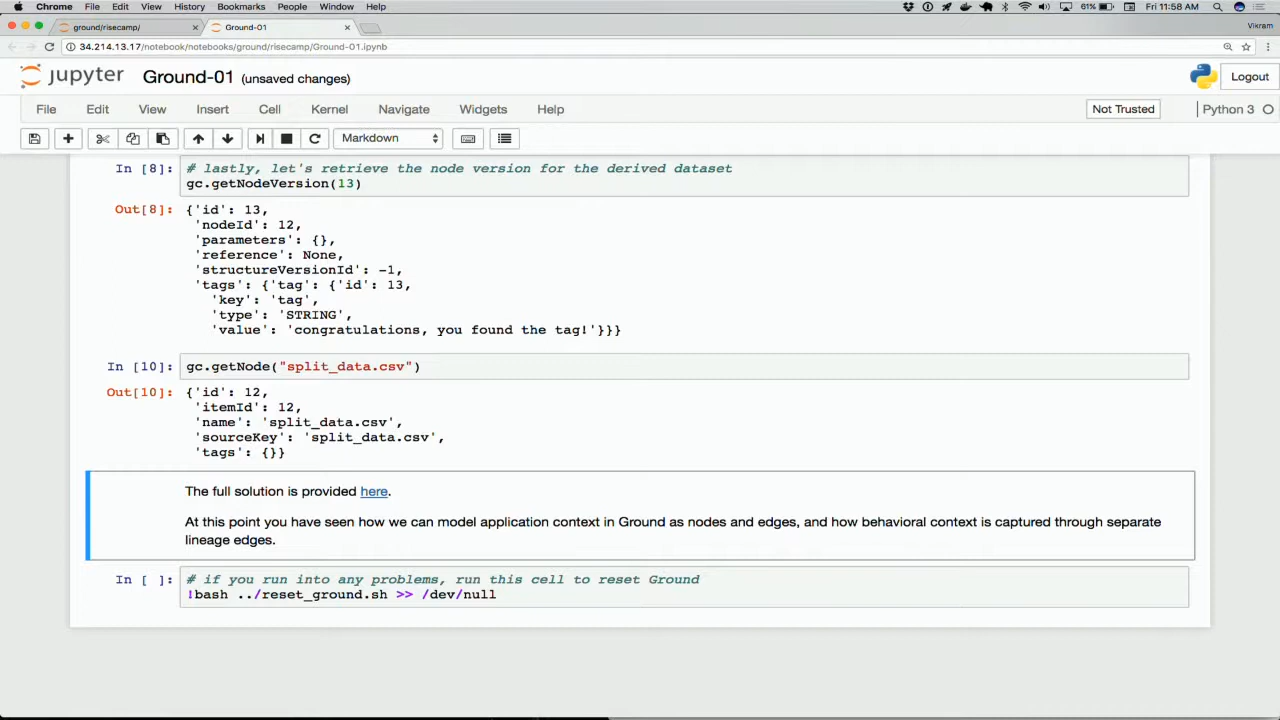 Chrome File Edit View History Bookmarks People Window Help 61% Fri 11:58 AM
ground/risecamp/ Ground-01 Vikram
34.214.13.17/notebook/notebooks/ground/risecamp/Ground-01.ipynb
jupyter Ground-01 (unsaved changes) Logout
File Edit View Insert Cell Kernel Navigate Widgets Help Not Trusted Python 3
Markdown
In [8]: # lastly, let's retrieve the node version for the derived dataset
gc.getNodeVersion(13)
Out[8]: {'id': 13,
'nodeId': 12,
'parameters': {},
'reference': None,
'structureVersionId': -1,
'tags': {'tag': {'id': 13,
'key': 'tag',
'type': 'STRING',
'value': 'congratulations, you found the tag!'}}}
In [10]: gc.getNode("split_data.csv")
Out[10]: {'id': 12,
'itemId': 12,
'name': 'split_data.csv',
'sourceKey': 'split_data.csv',
'tags': {}}
The full solution is provided here.
At this point you have seen how we can model application context in Ground as nodes and edges, and how behavioral context is captured through separate
lineage edges.
In [ ]: # if you run into any problems, run this cell to reset Ground
!bash ../reset_ground.sh >> /dev/null